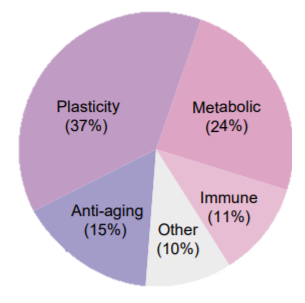 Plasticity
(37%)
Metabolic
(24%)
Immune
(11%)
Anti-aging
(15%)
Other
(10%)